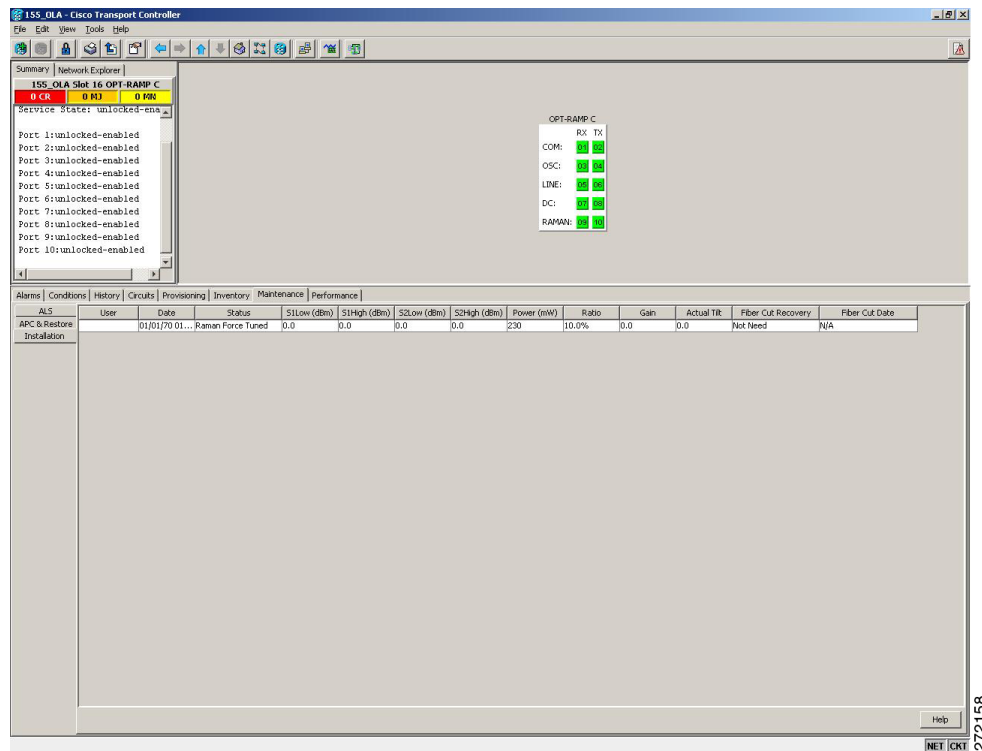 155_OLA - Cisco Transport Controller
File Edit View Tools Help
Summary Network Explorer
155_OLA Slot 16 OPT-RAMP C
0 CR 0 MJ 0 MN
Service State: unlocked-ena
Port 1:unlocked-enabled
Port 2:unlocked-enabled
Port 3:unlocked-enabled
Port 4:unlocked-enabled
Port 5:unlocked-enabled
Port 6:unlocked-enabled
Port 7:unlocked-enabled
Port 8:unlocked-enabled
Port 9:unlocked-enabled
Port 10:unlocked-enabled
OPT-RAMP C
RX TX
COM: 01 02
OSC: 03 04
LINE: 05 06
DC: 07 08
RAMAN: 09 10
Alarms Conditions History Circuits Provisioning Inventory Maintenance Performance
ALS
APC & Restore
Installation
User Date Status S1Low (dBm) S1High (dBm) S2Low (dBm) S2High (dBm) Power (mW) Ratio Gain Actual Tilt Fiber Cut Recovery Fiber Cut Date
01/01/70 01... Raman Force Tuned 0.0 0.0 0.0 0.0 230 10.0% 0.0 0.0 Not Need N/A
Help
NET CKT
272158